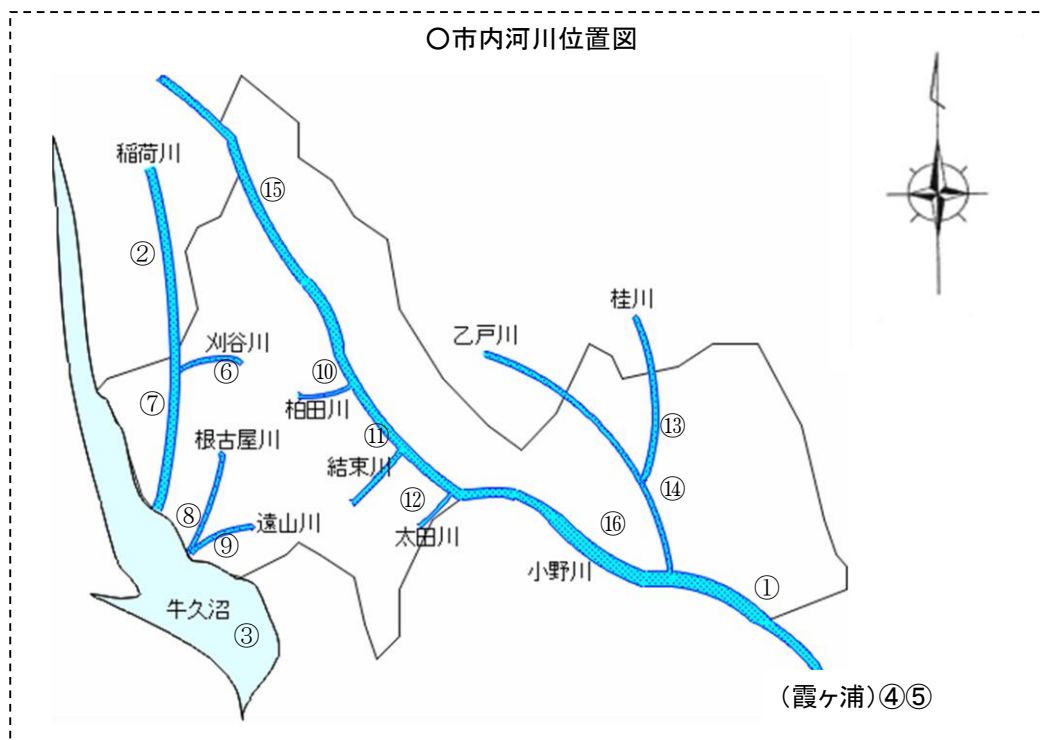 〇市内河川位置図
稲荷川
⑮
②
桂川
乙戸川
刈谷川
⑥
⑩
⑦
柏田川
⑬
⑪
根古屋川
結束川
⑭
⑫
⑧
遠山川
⑨
太田川
⑯
小野川
①
牛久沼
③
(霞ヶ浦)④⑤